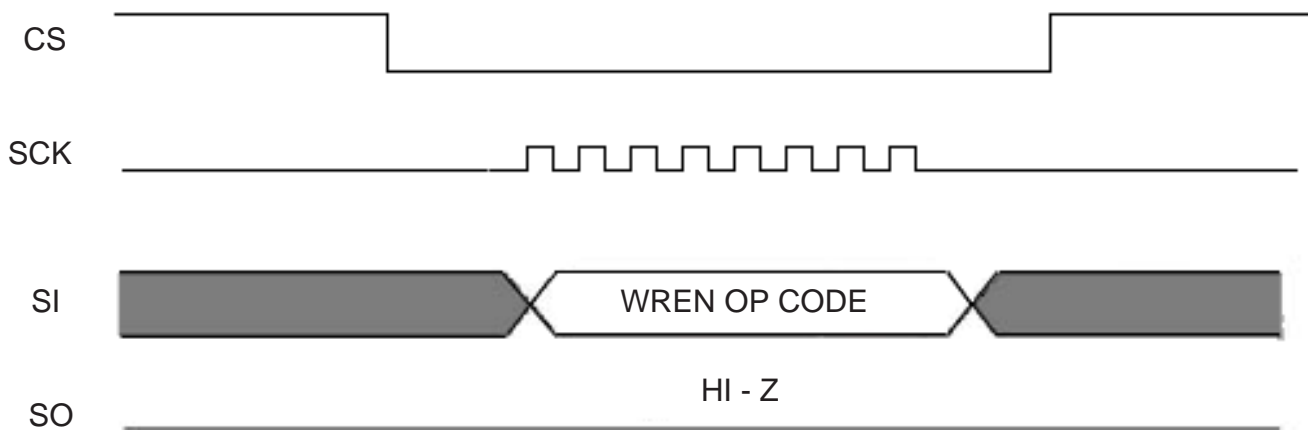 CS
SCK
SI
WREN OP CODE
HI - Z
SO